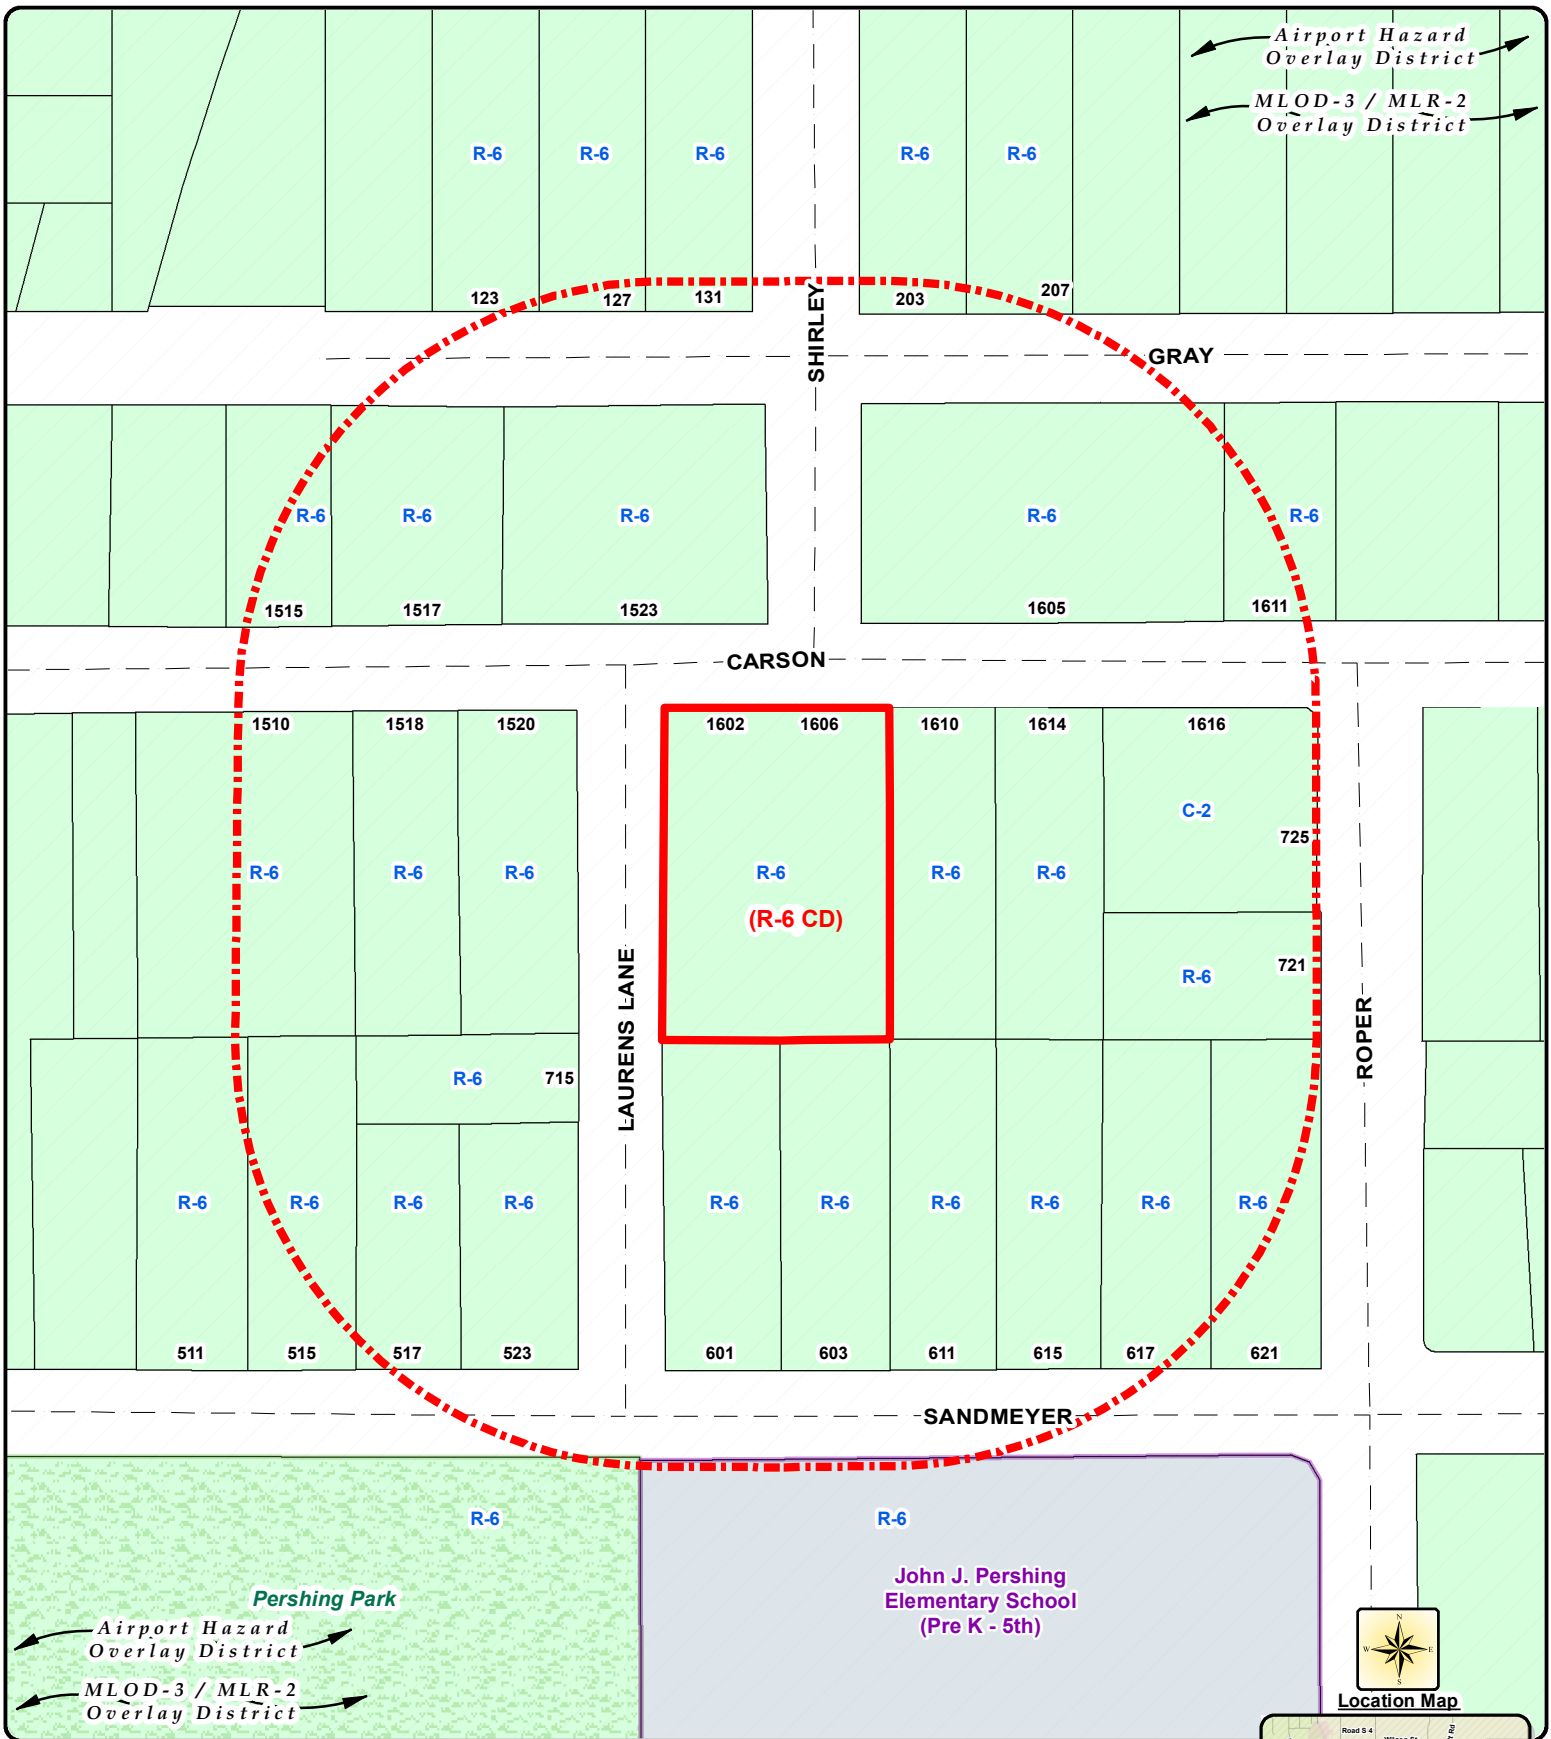 Airport Hazard
Overlay District
MLOD-3 / MLR-2
Overlay District
R-6
R-6
R-6
R-6
R-6
123
127
131
203
207
SHIRLEY
GRAY
R-6
R-6
R-6
R-6
R-6
1515
1517
1523
1605
1611
CARSON
1510
1518
1520
1602
1606
1610
1614
1616
C-2
725
R-6
R-6
R-6
R-6
R-6
R-6
(R-6 CD)
721
R-6
LAURENS LANE
ROPER
R-6
715
R-6
R-6
R-6
R-6
R-6
R-6
R-6
R-6
R-6
R-6
511
515
517
523
601
603
611
615
617
621
SANDMEYER
R-6
R-6
John J. Pershing
Elementary School
(Pre K - 5th)
Pershing Park
Airport Hazard
Overlay District
MLOD-3 / MLR-2
Overlay District
N
W
E
S
Location Map
Road S 4